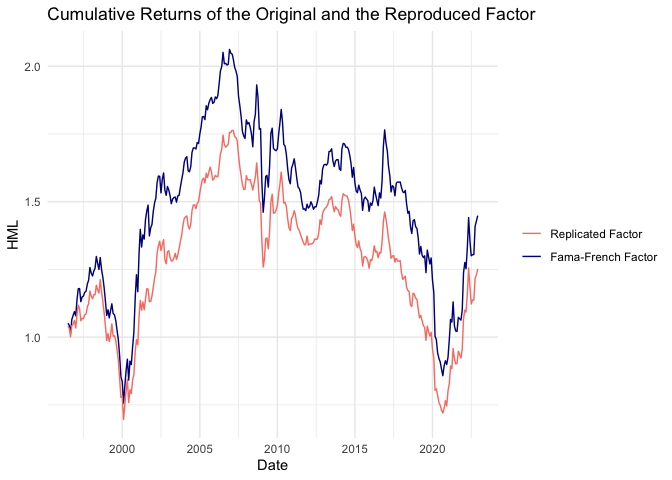 Cumulative Returns of the Original and the Reproduced Factor
HML
2.0
1.5
1.0
2000
2005
2010
2015
2020
Date
Replicated Factor
Fama-French Factor